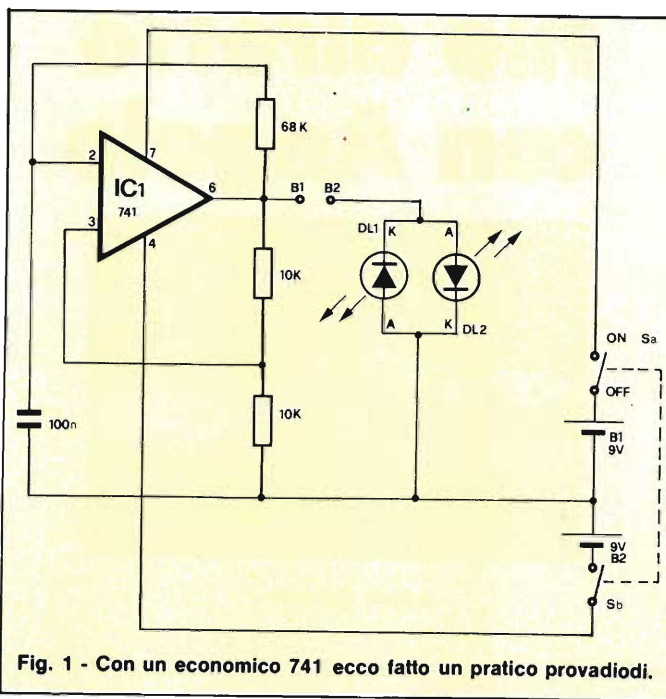 68 K
7
2
IC1
741
6
3
4
B1 B2
DL1 K A
10K
A K DL2
ON Sa
OFF
100n
10K
B1
9V
9V
B2
Sb
Fig. 1 - Con un economico 741 ecco fatto un pratico provadiodi.